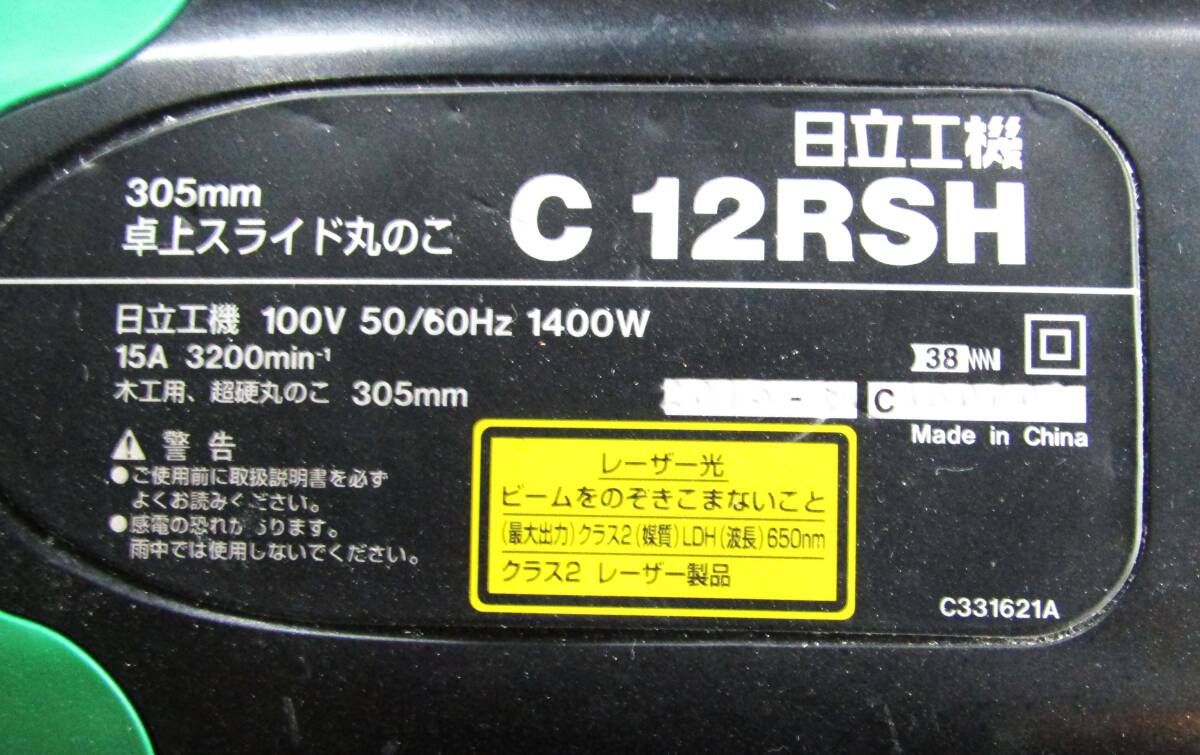 日立工機
305mm
卓上スライド丸のこ
C 12RSH
日立工機 100V 50/60Hz 1400W
15A 3200min-1
木工用、超硬丸のこ 305mm
38
C
Made in China
警告
●ご使用前に取扱説明書を必ず
よくお読みください。
●感電の恐れがあります。
雨中では使用しないでください。
レーザー光
ビームをのぞきこまないこと
(最大出力)クラス2(媒質)LDH(波長)650nm
クラス2 レーザー製品
C331621A